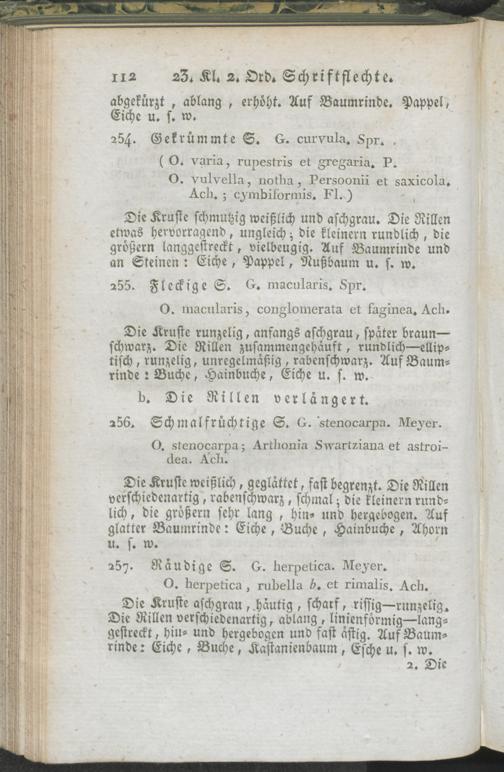 112 23. Kl. 2. Ord. Schriftflechte.
abgekürzt , ablang , erhöht. Auf Baumrinde. Pappel,
Eiche u. s. w.
254. Gekrümmte S. G. curvula. Spr.
( O. varia, rupestris et gregaria. P.
O. vulvella, notha, Persoonii et saxicola.
Ach. ; cymbiformis. Fl.)
Die Kruste schmutzig weißlich und aschgrau. Die Rillen
etwas hervorragend, ungleich; die kleinern rundlich, die
größern langgestreckt, vielbeugig. Auf Baumrinde und
an Steinen: Eiche, Pappel, Nußbaum u. s. w.
255. Fleckige S. G. macularis. Spr.
O. macularis, conglomerata et faginea. Ach.
Die Kruste runzelig, anfangs aschgrau, später braun—
schwarz. Die Rillen zusammengehäuft, rundlich—ellip-
tisch, runzelig, unregelmäßig, rabenschwarz. Auf Baum-
rinde: Buche, Hainbuche, Eiche u. s. w.
b. Die Rillen verlängert.
256. Schmalfrüchtige S. G. stenocarpa. Meyer.
O. stenocarpa; Arthonia Swartziana et astroi-
dea. Ach.
Die Kruste weißlich, geglättet, fast begrenzt. Die Rillen
verschiedenartig, rabenschwarz, schmal; die kleinern rund-
lich, die größern sehr lang , hin- und hergebogen. Auf
glatter Baumrinde: Eiche, Buche, Hainbuche, Ahorn
u. s. w.
257. Räudige S. G. herpetica. Meyer.
O. herpetica, rubella b. et rimalis. Ach.
Die Kruste aschgrau, häutig, scharf, rissig—runzelig.
Die Rillen verschiedenartig, ablang, linienförmig—lang-
gestreckt, hin- und hergebogen und fast ästig. Auf Baum-
rinde: Eiche, Buche, Kastanienbaum, Esche u. s. w.
2. Die